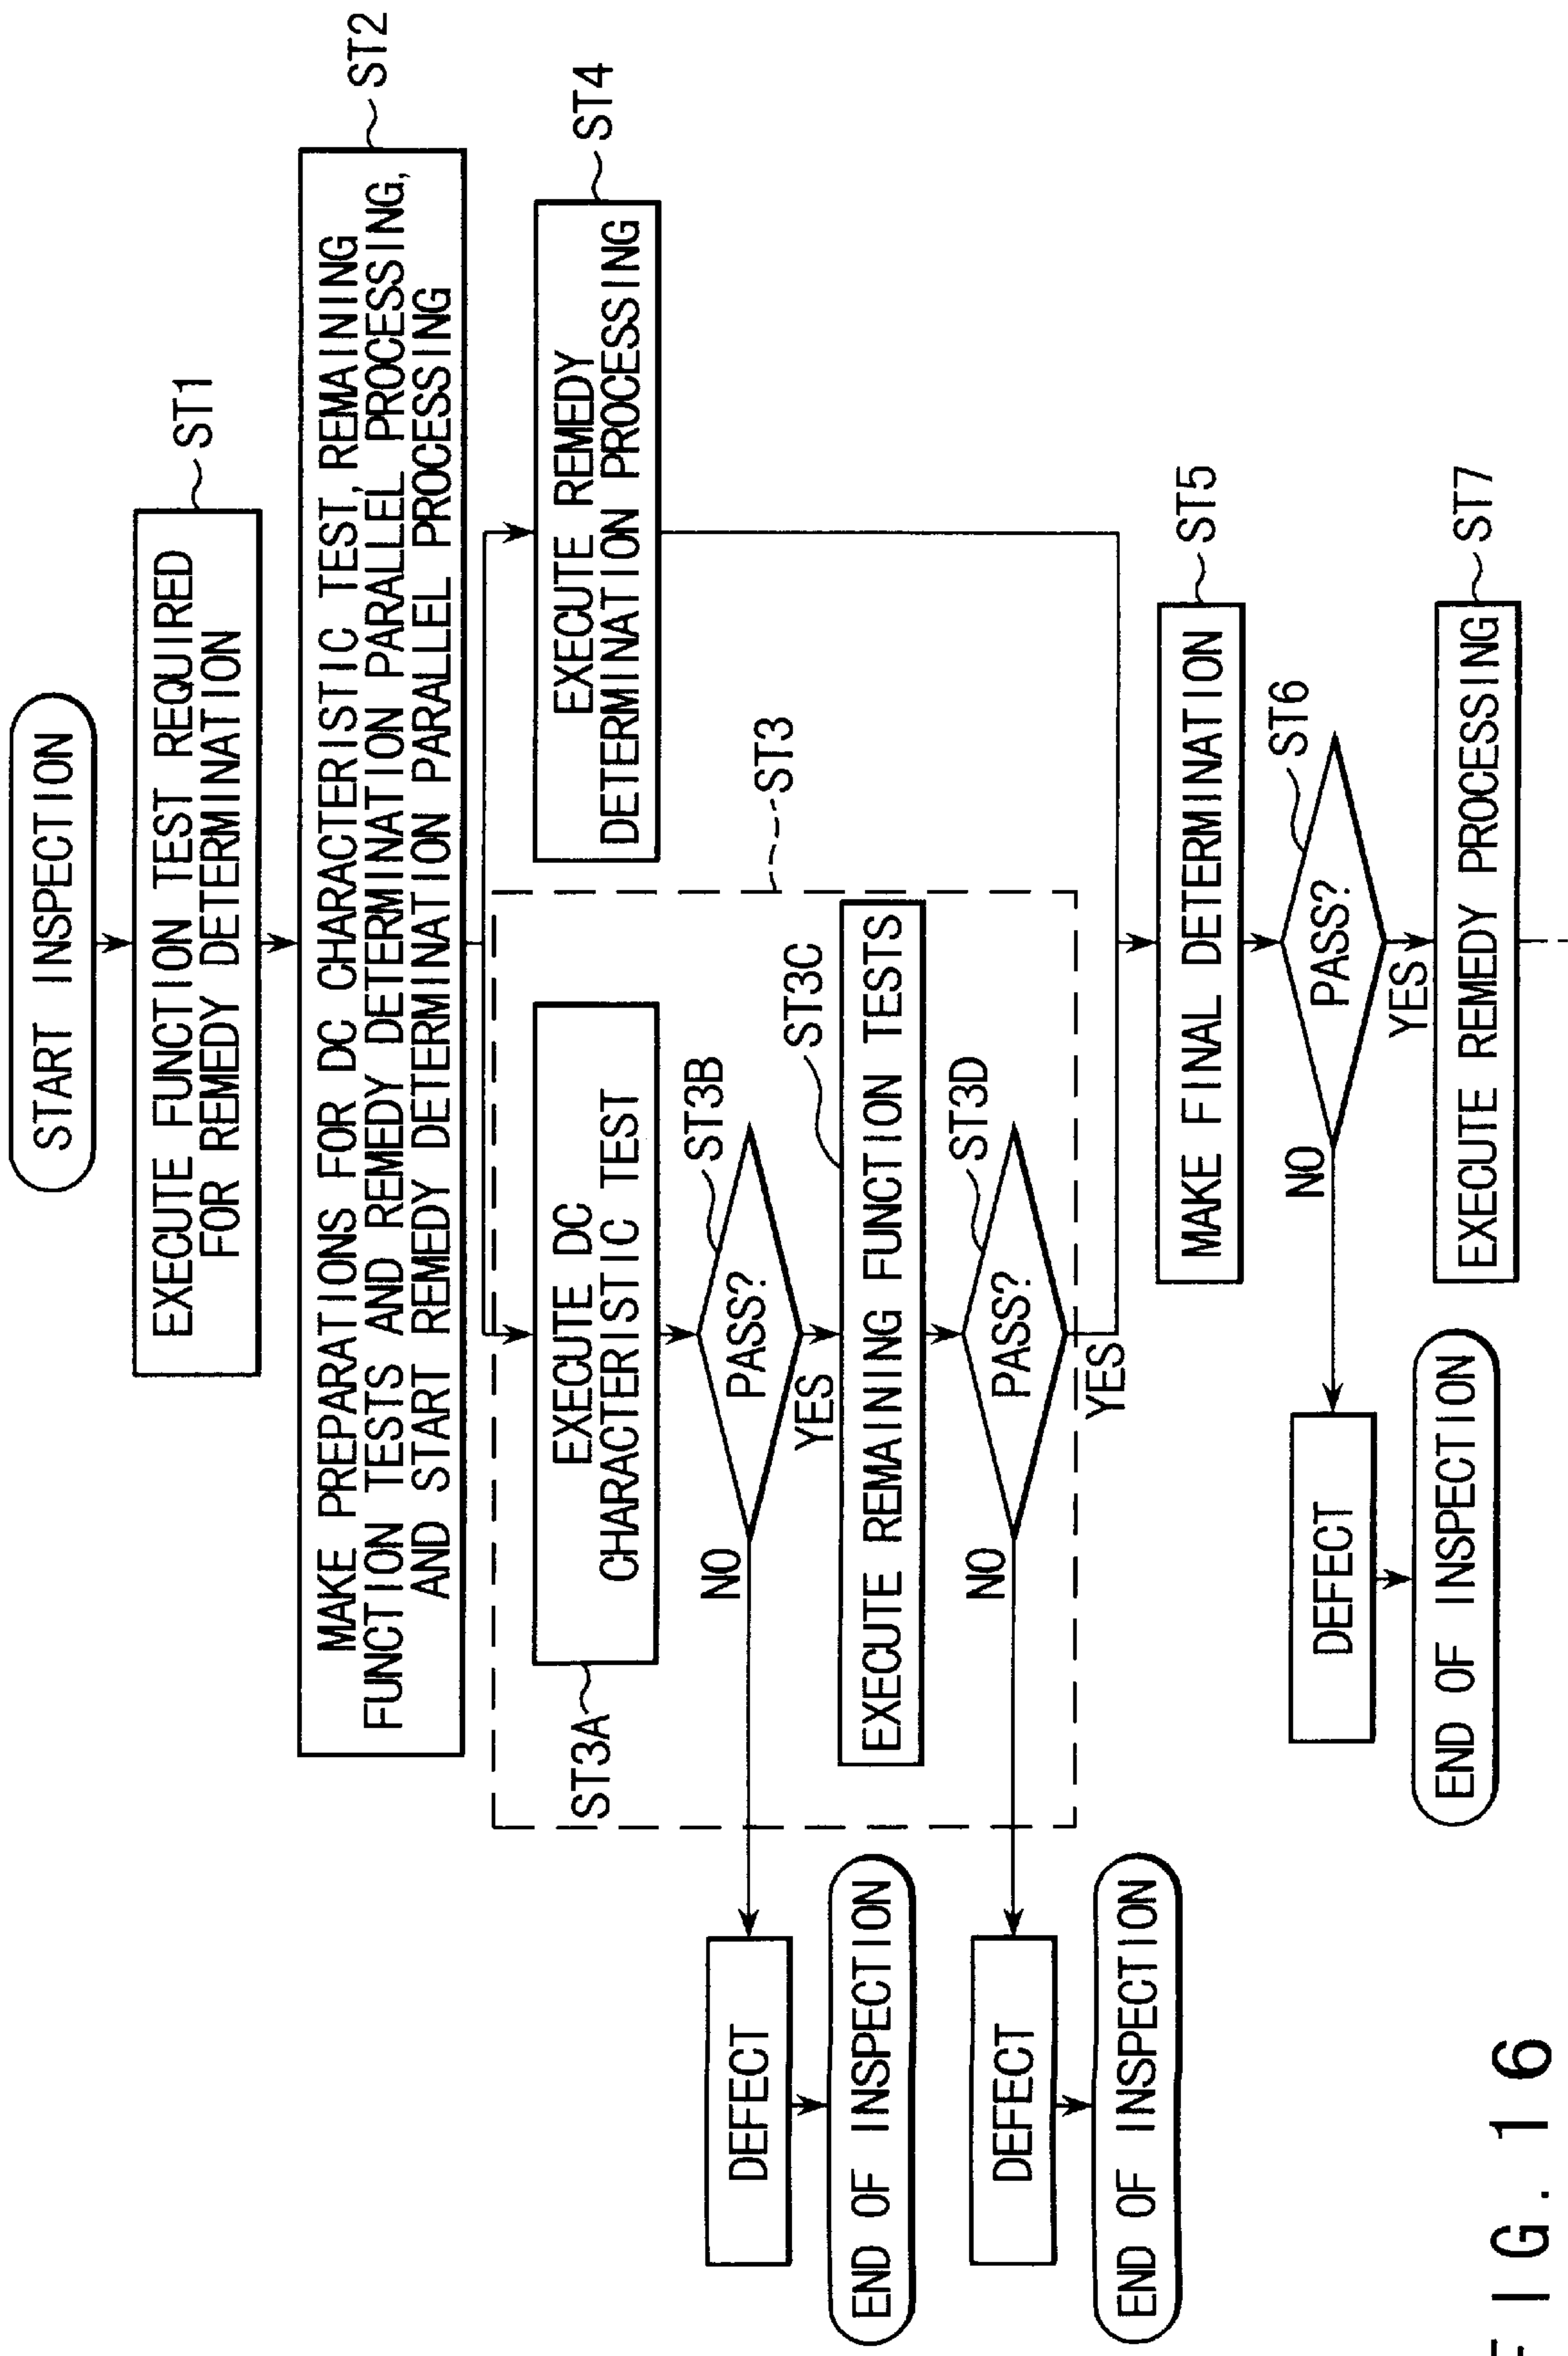 START INSPECTION
EXECUTE FUNCTION TEST REQUIRED
FOR REMEDY DETERMINATION
ST1
MAKE PREPARATIONS FOR DC CHARACTERISTIC TEST, REMAINING
FUNCTION TESTS AND REMEDY DETERMINATION PARALLEL PROCESSING,
AND START REMEDY DETERMINATION PARALLEL PROCESSING
ST2
ST3A
EXECUTE DC
CHARACTERISTIC TEST
EXECUTE REMEDY
DETERMINATION PROCESSING
ST4
ST3
PASS?
ST3B
NO
YES
DEFECT
END OF INSPECTION
EXECUTE REMAINING FUNCTION TESTS
ST3C
PASS?
ST3D
NO
YES
DEFECT
END OF INSPECTION
MAKE FINAL DETERMINATION
ST5
PASS?
ST6
NO
YES
DEFECT
END OF INSPECTION
EXECUTE REMEDY PROCESSING
ST7
FIG. 16